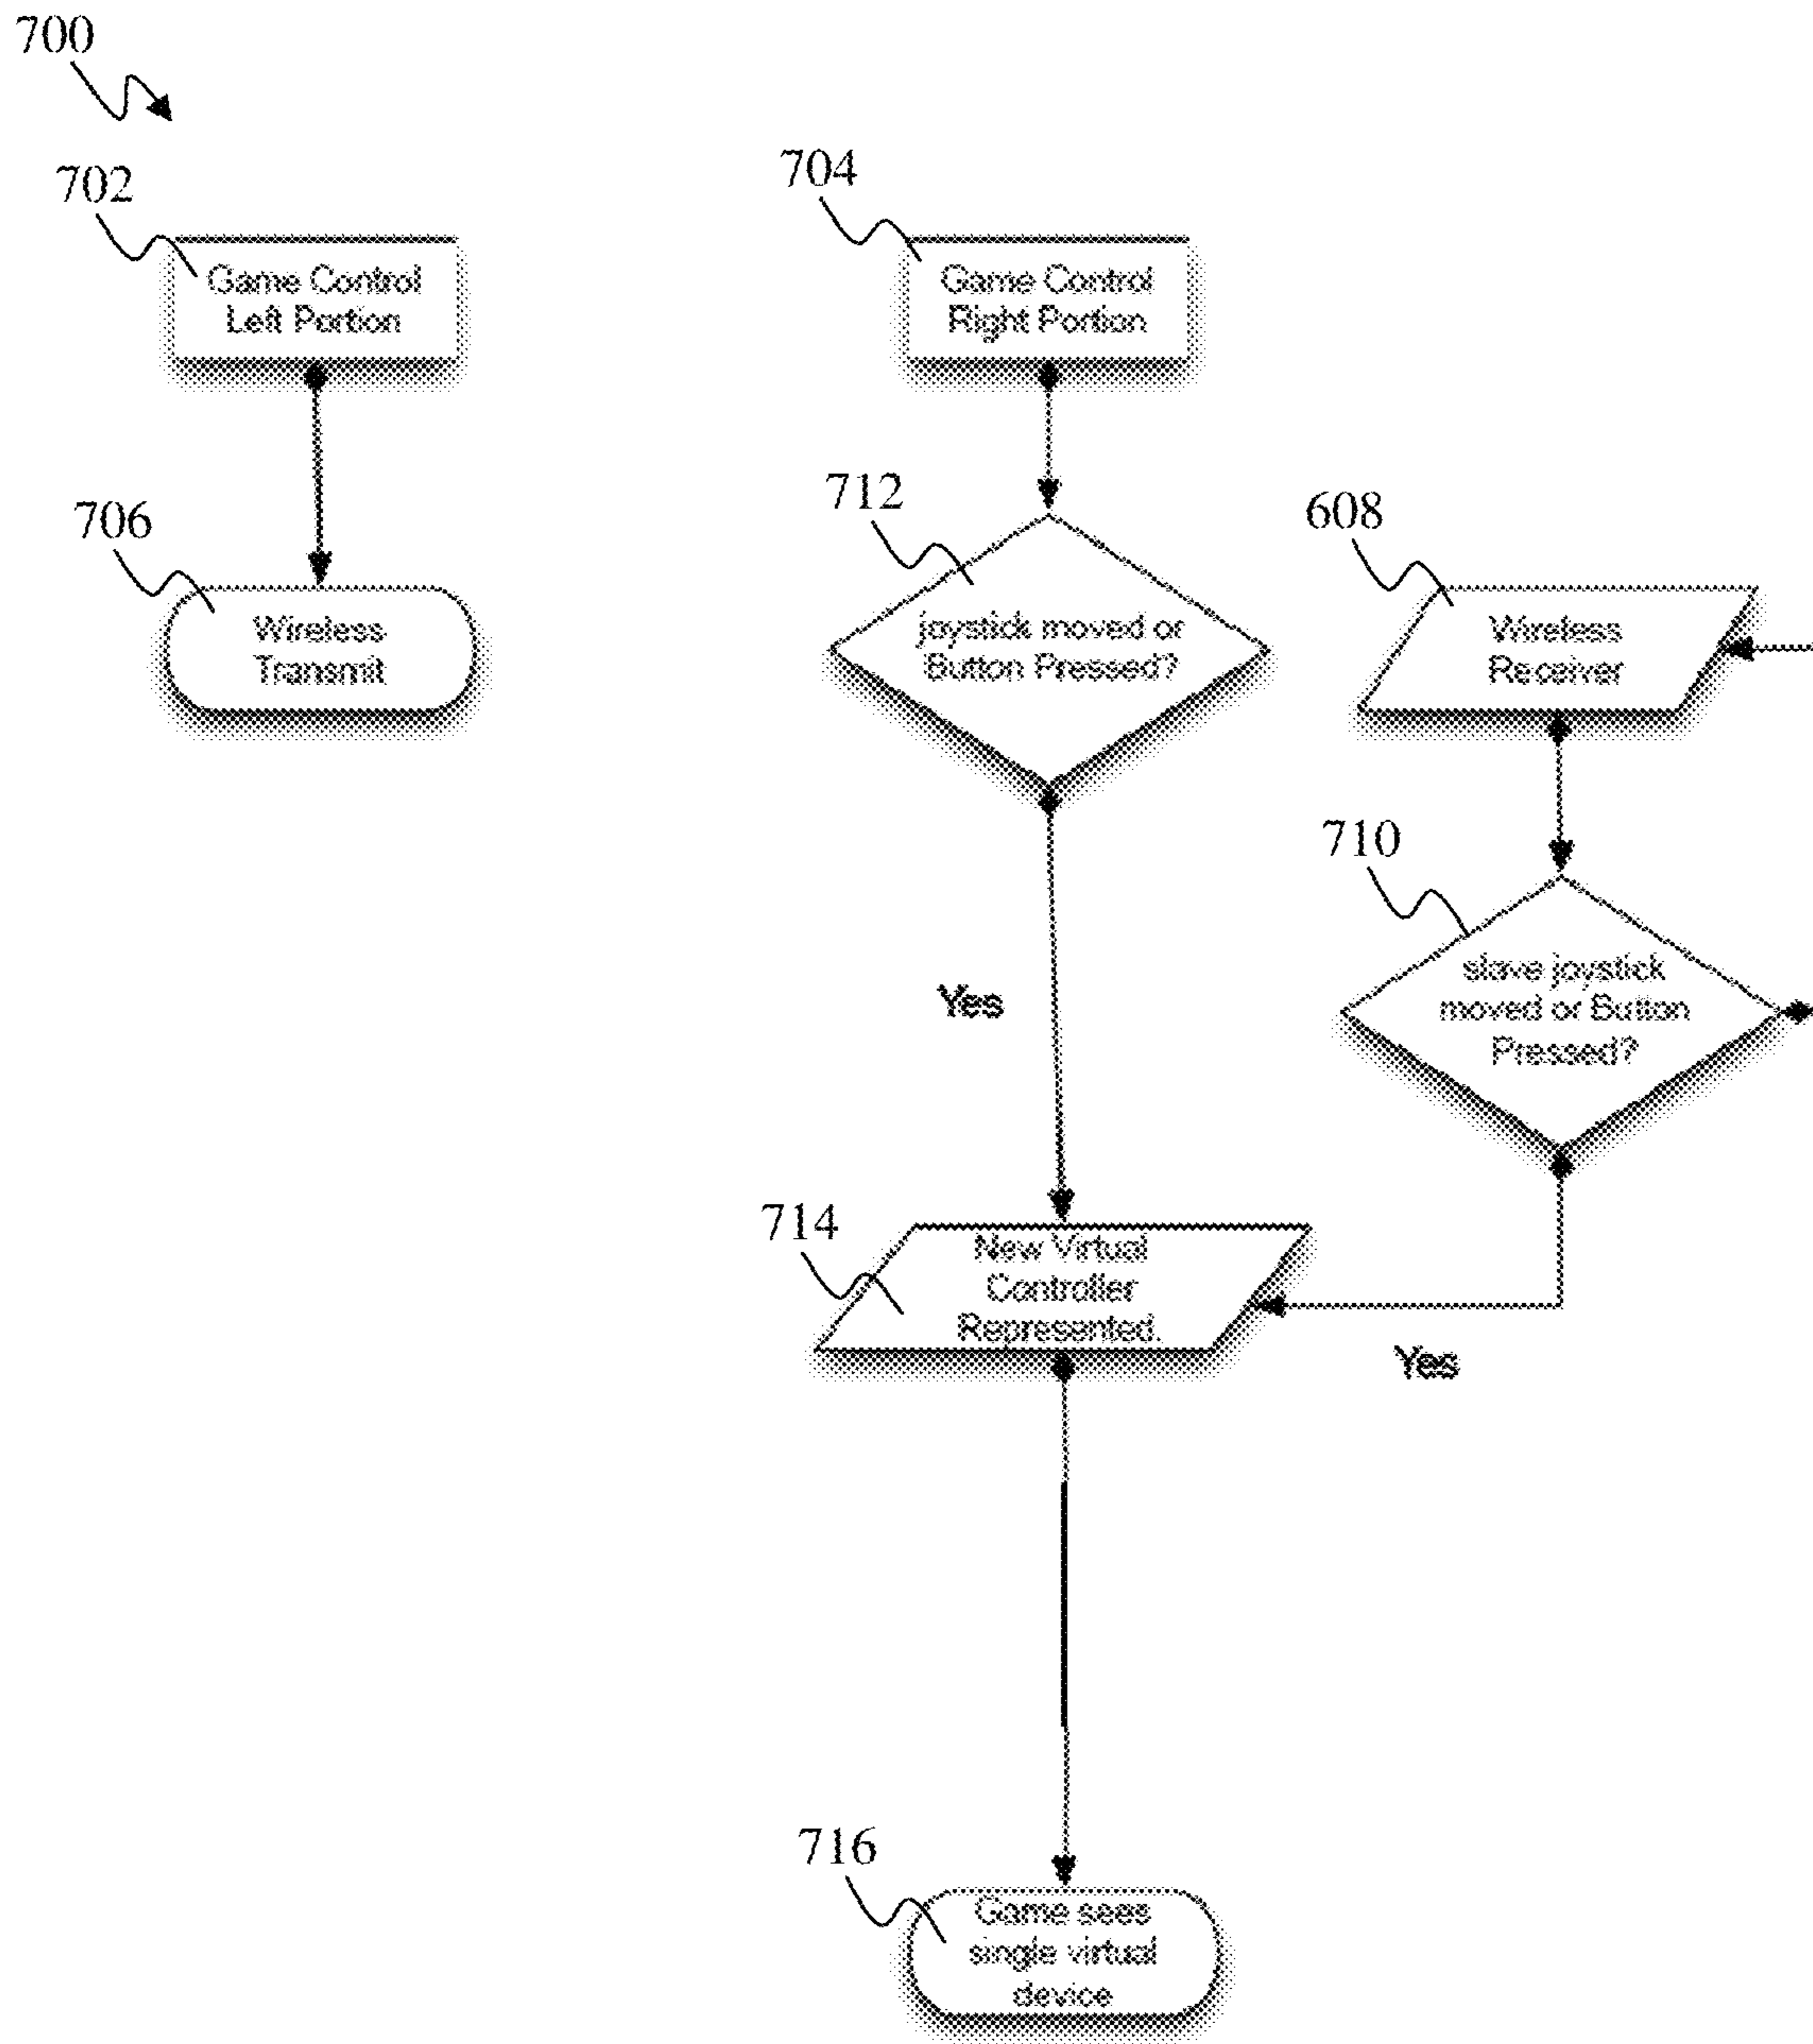 700
702
704
Game Control
Left Portion
Game Control
Right Portion
706
712
608
Wireless
Transmit
joystick moved or
Button Pressed?
Wireless
Receiver
710
slave joystick
moved or Button
Pressed?
Yes
714
New Virtual
Controller
Represented.
Yes
716
Game sees
single virtual
device